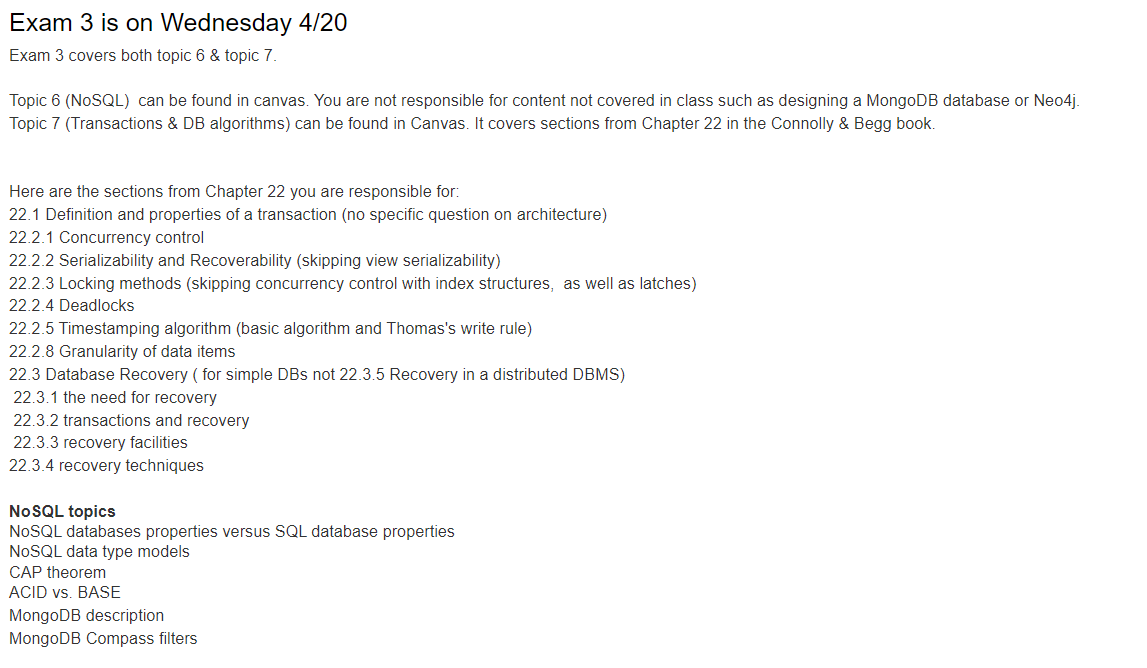 Exam 3 is on Wednesday 4/20
Exam 3 covers both topic 6 & topic 7.
Topic 6 (NoSQL)  can be found in canvas. You are not responsible for content not covered in class such as designing a MongoDB database or Neo4j.
Topic 7 (Transactions & DB algorithms) can be found in Canvas. It covers sections from Chapter 22 in the Connolly & Begg book.
Here are the sections from Chapter 22 you are responsible for:
22.1 Definition and properties of a transaction (no specific question on architecture)
22.2.1 Concurrency control
22.2.2 Serializability and Recoverability (skipping view serializability)
22.2.3 Locking methods (skipping concurrency control with index structures,  as well as latches)
22.2.4 Deadlocks
22.2.5 Timestamping algorithm (basic algorithm and Thomas's write rule)
22.2.8 Granularity of data items
22.3 Database Recovery ( for simple DBs not 22.3.5 Recovery in a distributed DBMS)
22.3.1 the need for recovery
22.3.2 transactions and recovery
22.3.3 recovery facilities
22.3.4 recovery techniques
NoSQL topics
NoSQL databases properties versus SQL database properties
NoSQL data type models
CAP theorem
ACID vs. BASE
MongoDB description
MongoDB Compass filters